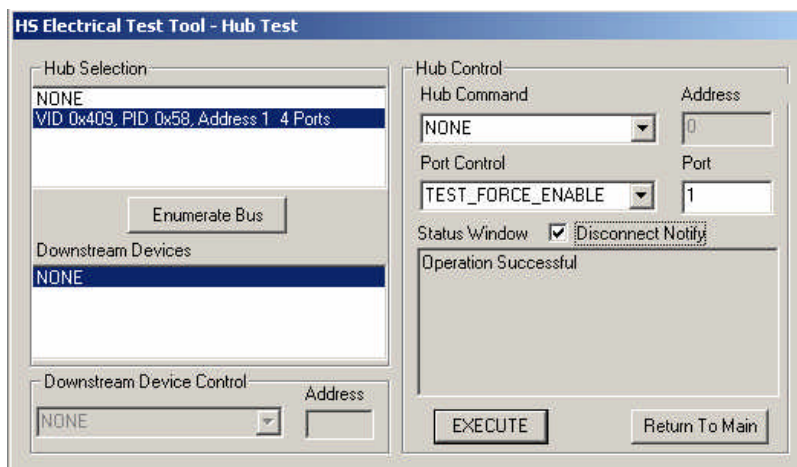 HS Electrical Test Tool - Hub Test
Hub Selection
NONE
VID 0x409, PID 0x58, Address 1 4 Ports
Enumerate Bus
Downstream Devices
NONE
Downstream Device Control
Address
NONE
Hub Control
Hub Command
Address
NONE
0
Port Control
Port
TEST_FORCE_ENABLE
1
Status Window
Disconnect Notify
Operation Successful
EXECUTE
Return To Main